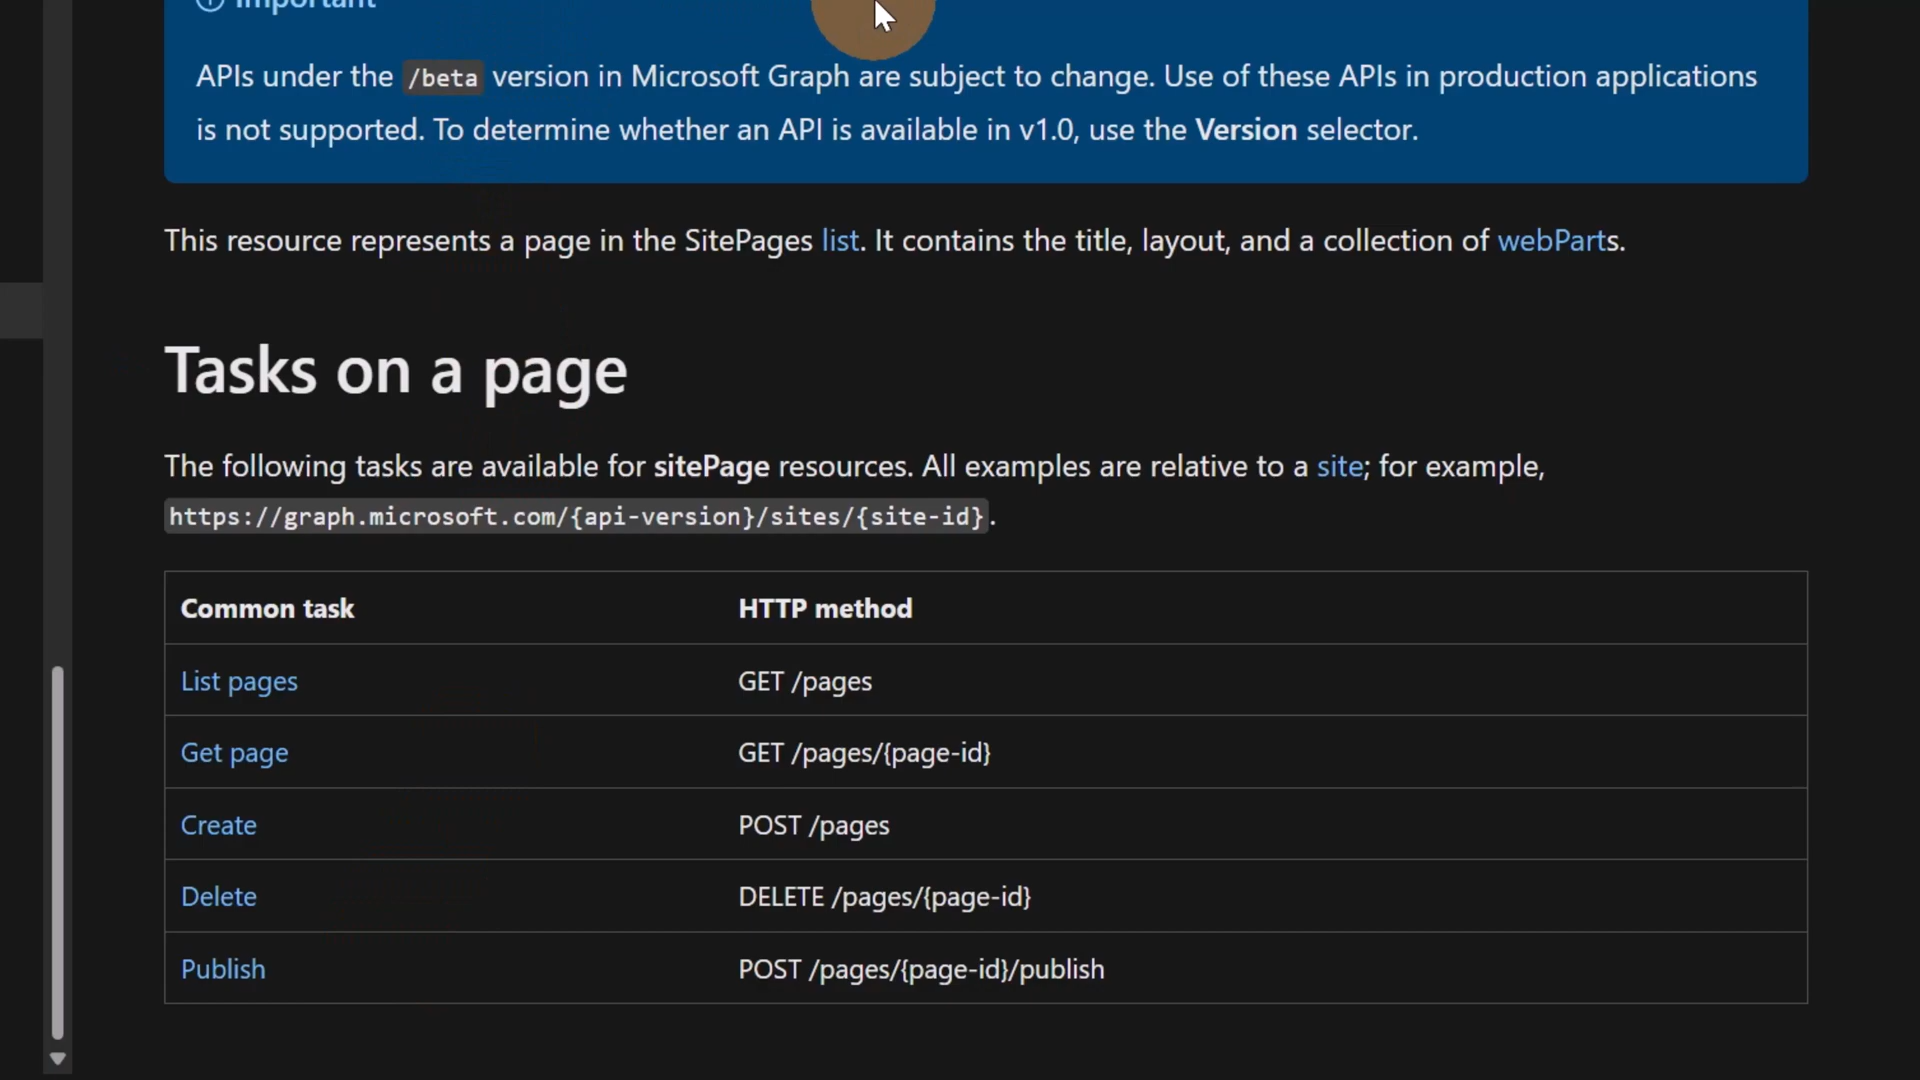 Important
APIs under the /beta version in Microsoft Graph are subject to change. Use of these APIs in production applications
is not supported. To determine whether an API is available in v1.0, use the Version selector.
This resource represents a page in the SitePages list. It contains the title, layout, and a collection of webParts.
Tasks on a page
The following tasks are available for sitePage resources. All examples are relative to a site; for example,
https://graph.microsoft.com/{api-version}/sites/{site-id}.
Common task HTTP method
List pages GET /pages
Get page GET /pages/{page-id}
Create POST /pages
Delete DELETE /pages/{page-id}
Publish POST /pages/{page-id}/publish